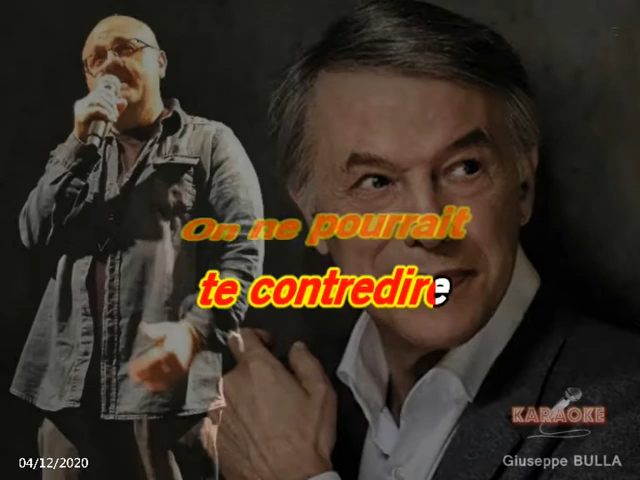 On ne pourrait
te contredire
KARAOKE
04/12/2020
Giuseppe BULLA